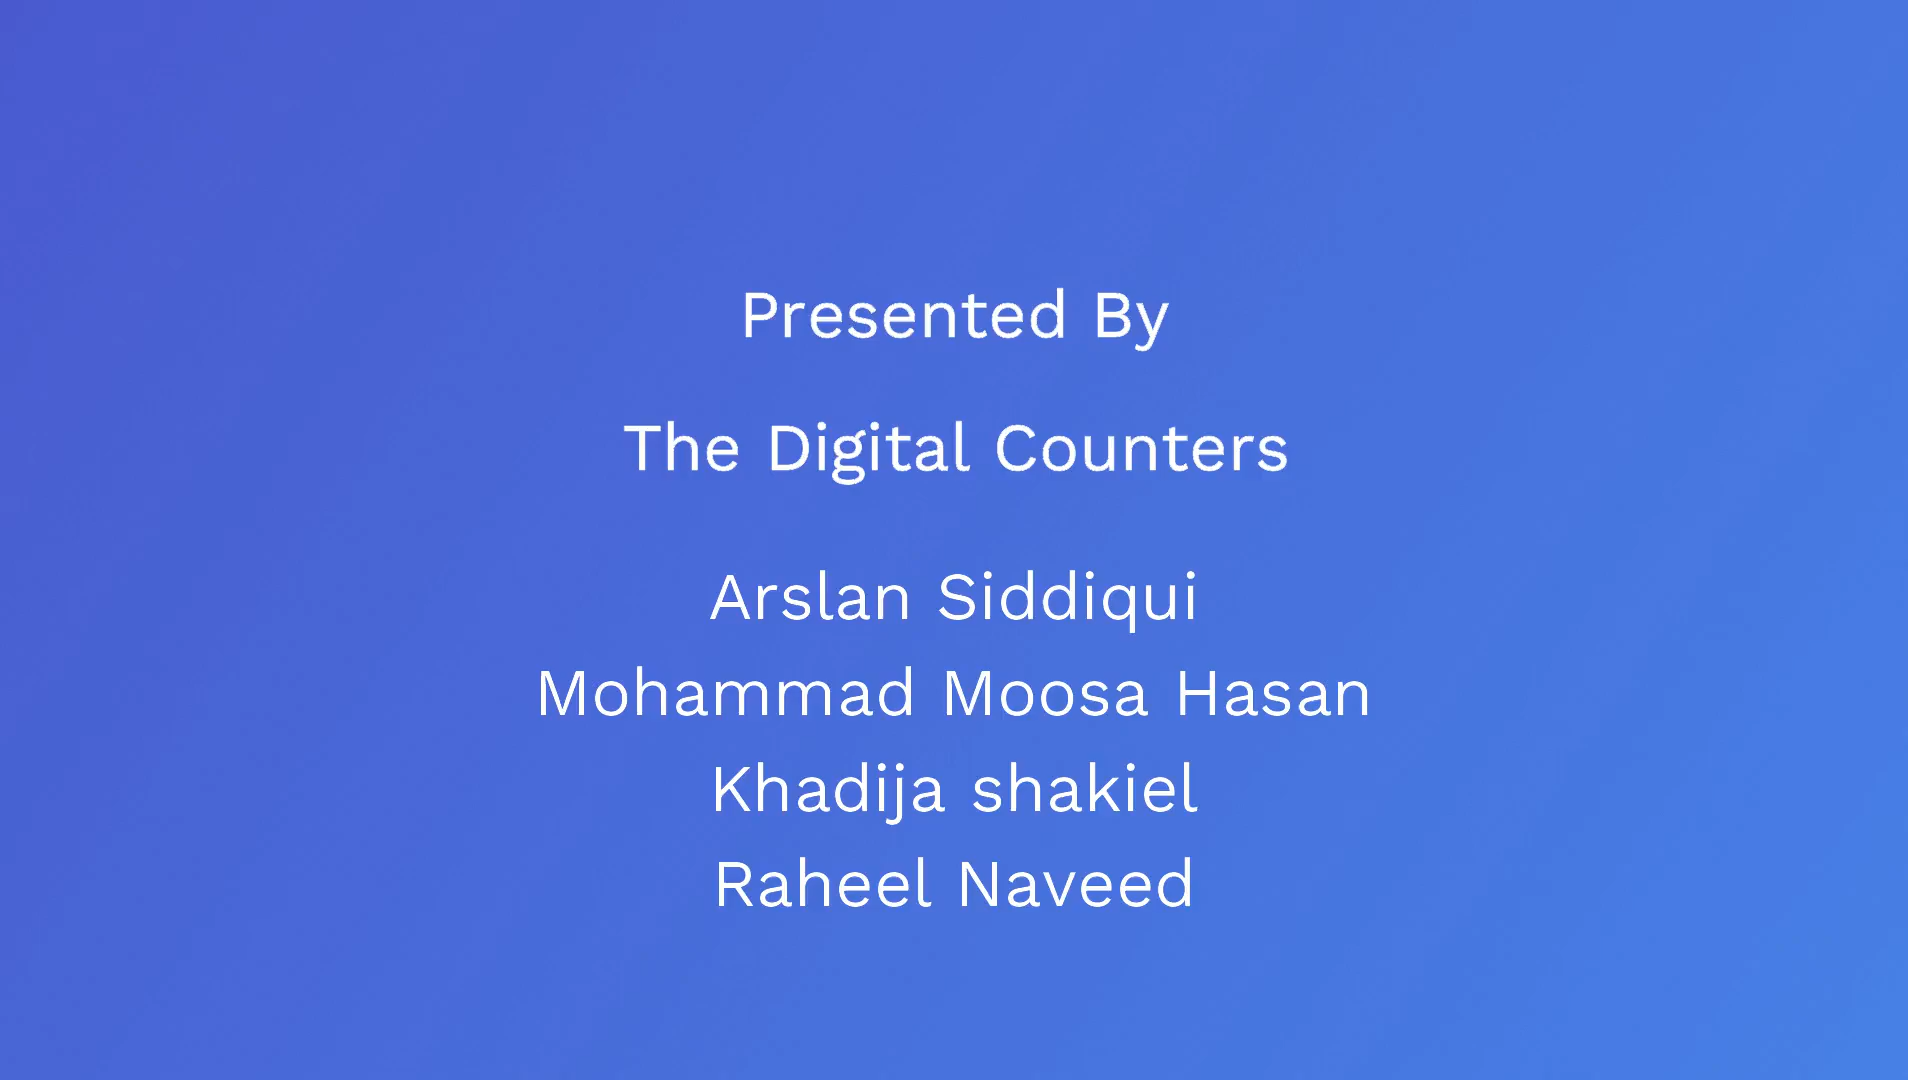 Presented By
The Digital Counters
Arslan Siddiqui
Mohammad Moosa Hasan
Khadija shakiel
Raheel Naveed